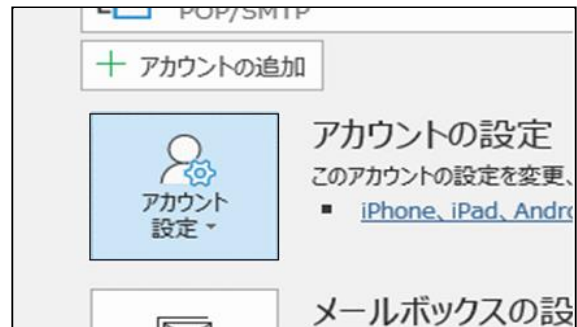 POP/SMTP
アカウントの追加
アカウント
設定
アカウントの設定
このアカウントの設定を変更、
iPhone、iPad、Andro
メールボックスの設